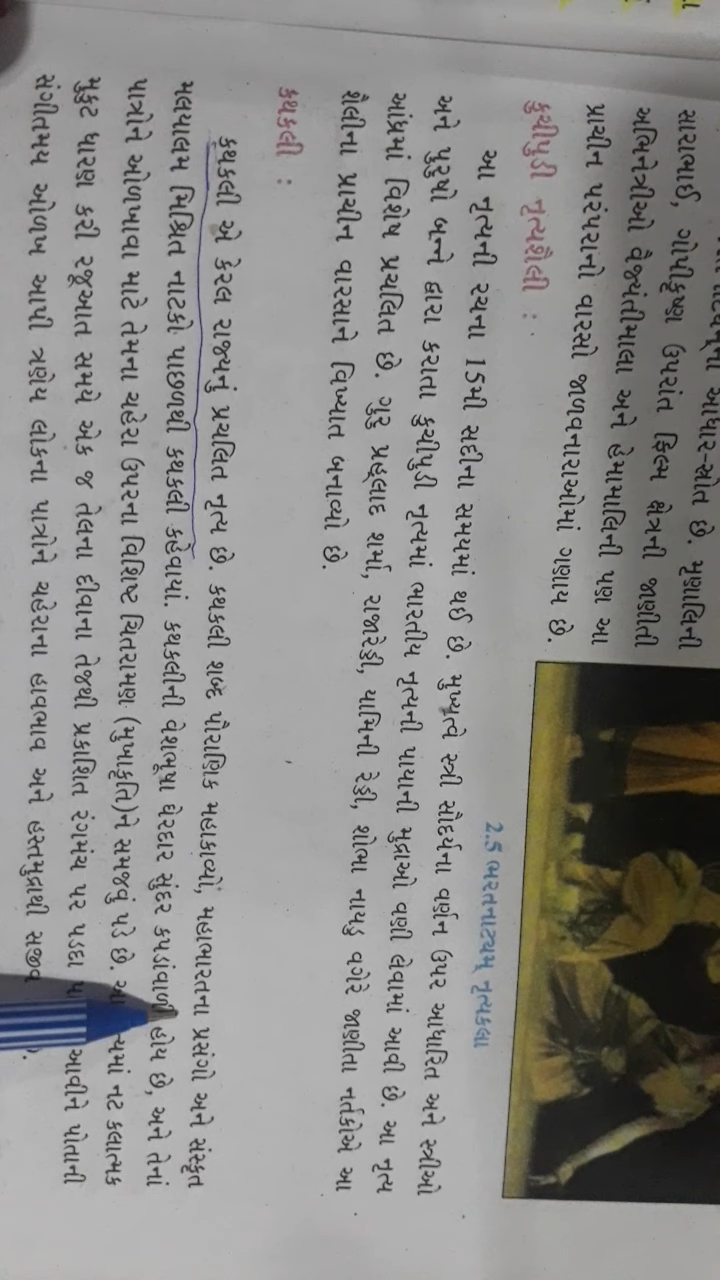 સારાભાઈ, ગોપીક્રિષ્ણ ઉપરાંત ફિલ્મ ક્ષેત્રની જાણીતી
અભિનેત્રીઓ વૈજયંતીમાલા અને હેમામાલિની પણ આ
પ્રાચીન પરંપરાનો વારસો જાળવનારાઓમાં ગણાય છે.
2.5 ભરતનાટ્યમ્ નૃત્યકલા
કુચીપુડી નૃત્યશૈલી :
આ નૃત્યની રચના 15મી સદીના સમયમાં થઈ છે. મુખ્યત્વે સ્ત્રી સૌંદર્યના વર્ણન ઉપર આધારિત અને સ્ત્રીઓ
અને પુરુષો બન્ને દ્વારા કરાતા કુચીપુડી નૃત્યમાં ભારતીય નૃત્યની પાયાની મુદ્રાઓ વણી લેવામાં આવી છે. આ નૃત્ય
આંધ્રમાં વિશેષ પ્રચલિત છે. ગુરુ પ્રહ્લાદ શર્મા, રાજારેડ્ડી, યામિની રેડ્ડી, શોભા નાયડુ વગેરે જાણીતા નર્તકોએ આ
શૈલીના પ્રાચીન વારસાને વિખ્યાત બનાવ્યો છે.
કથકલી :
કથકલી એ કેરલ રાજ્યનું પ્રચલિત નૃત્ય છે. કથકલી શબ્દ પૌરાણિક મહાકાવ્યો, મહાભારતના પ્રસંગો અને સંસ્કૃત
મલયાલમ મિશ્રિત નાટકો પાછળથી કથકલી કહેવાયાં. કથકલીની વેશભૂષા ઘેરદાર સુંદર કપડાંવાળી હોય છે, અને તેનાં
પાત્રોને ઓળખવા માટે તેમના ચહેરા ઉપરના વિશિષ્ટ ચિતરામણ (મુખાકૃતિ)ને સમજવું પડે છે. નટ કલાત્મક
મુકુટ ધારણ કરી રજૂઆત સમયે એક જ તેલના દીવાના તેજથી પ્રકાશિત રંગમંચ પર પડદા આવીને પોતાની
સંગીતમય ઓળખ આપી ત્રણેય લોકના પાત્રોને ચહેરાના હાવભાવ અને હસ્તમુદ્રાથી